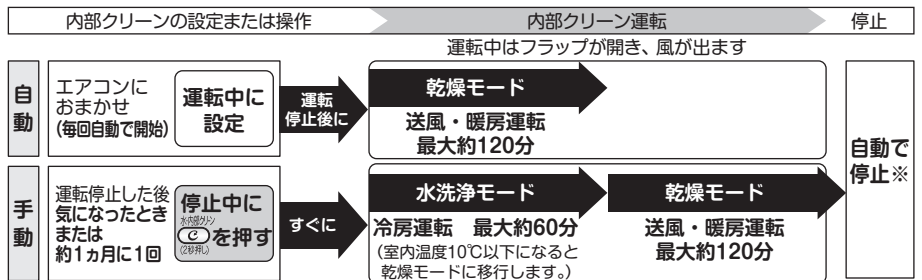 内部クリーンの設定または操作
内部クリーン運転
停止
運転中はフラップが開き、風が出ます
自動
エアコンに
おまかせ
(毎回自動で開始)
運転中に
設定
運転
停止後に
乾燥モード
送風・暖房運転
最大約120分
自動で
停止※
手動
運転停止した後
気になったとき
または
約1ヵ月に1回
停止中に
水内部クリーン
を押す
(2秒押し)
すぐに
水洗浄モード
冷房運転 最大約60分
(室内温度10℃以下になると
乾燥モードに移行します。)
乾燥モード
送風・暖房運転
最大約120分